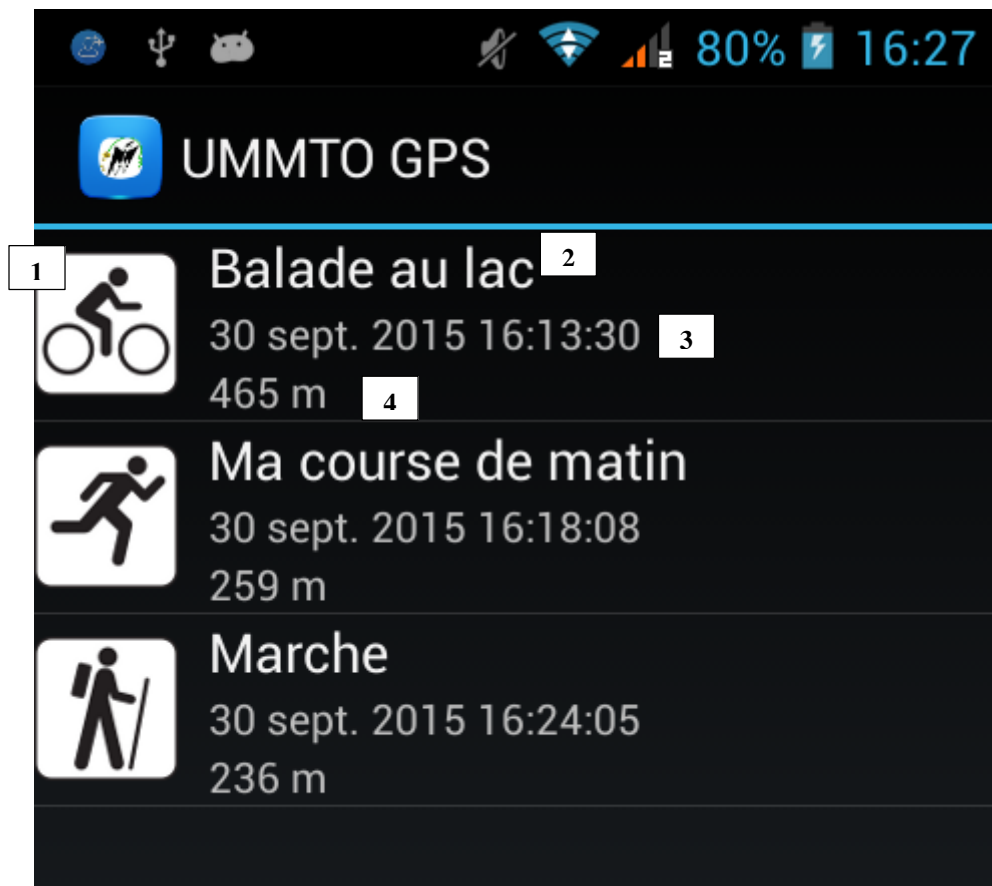 80% 16:27
UMMTO GPS
1
Balade au lac 2
30 sept. 2015 16:13:30 3
465 m 4
Ma course de matin
30 sept. 2015 16:18:08
259 m
Marche
30 sept. 2015 16:24:05
236 m